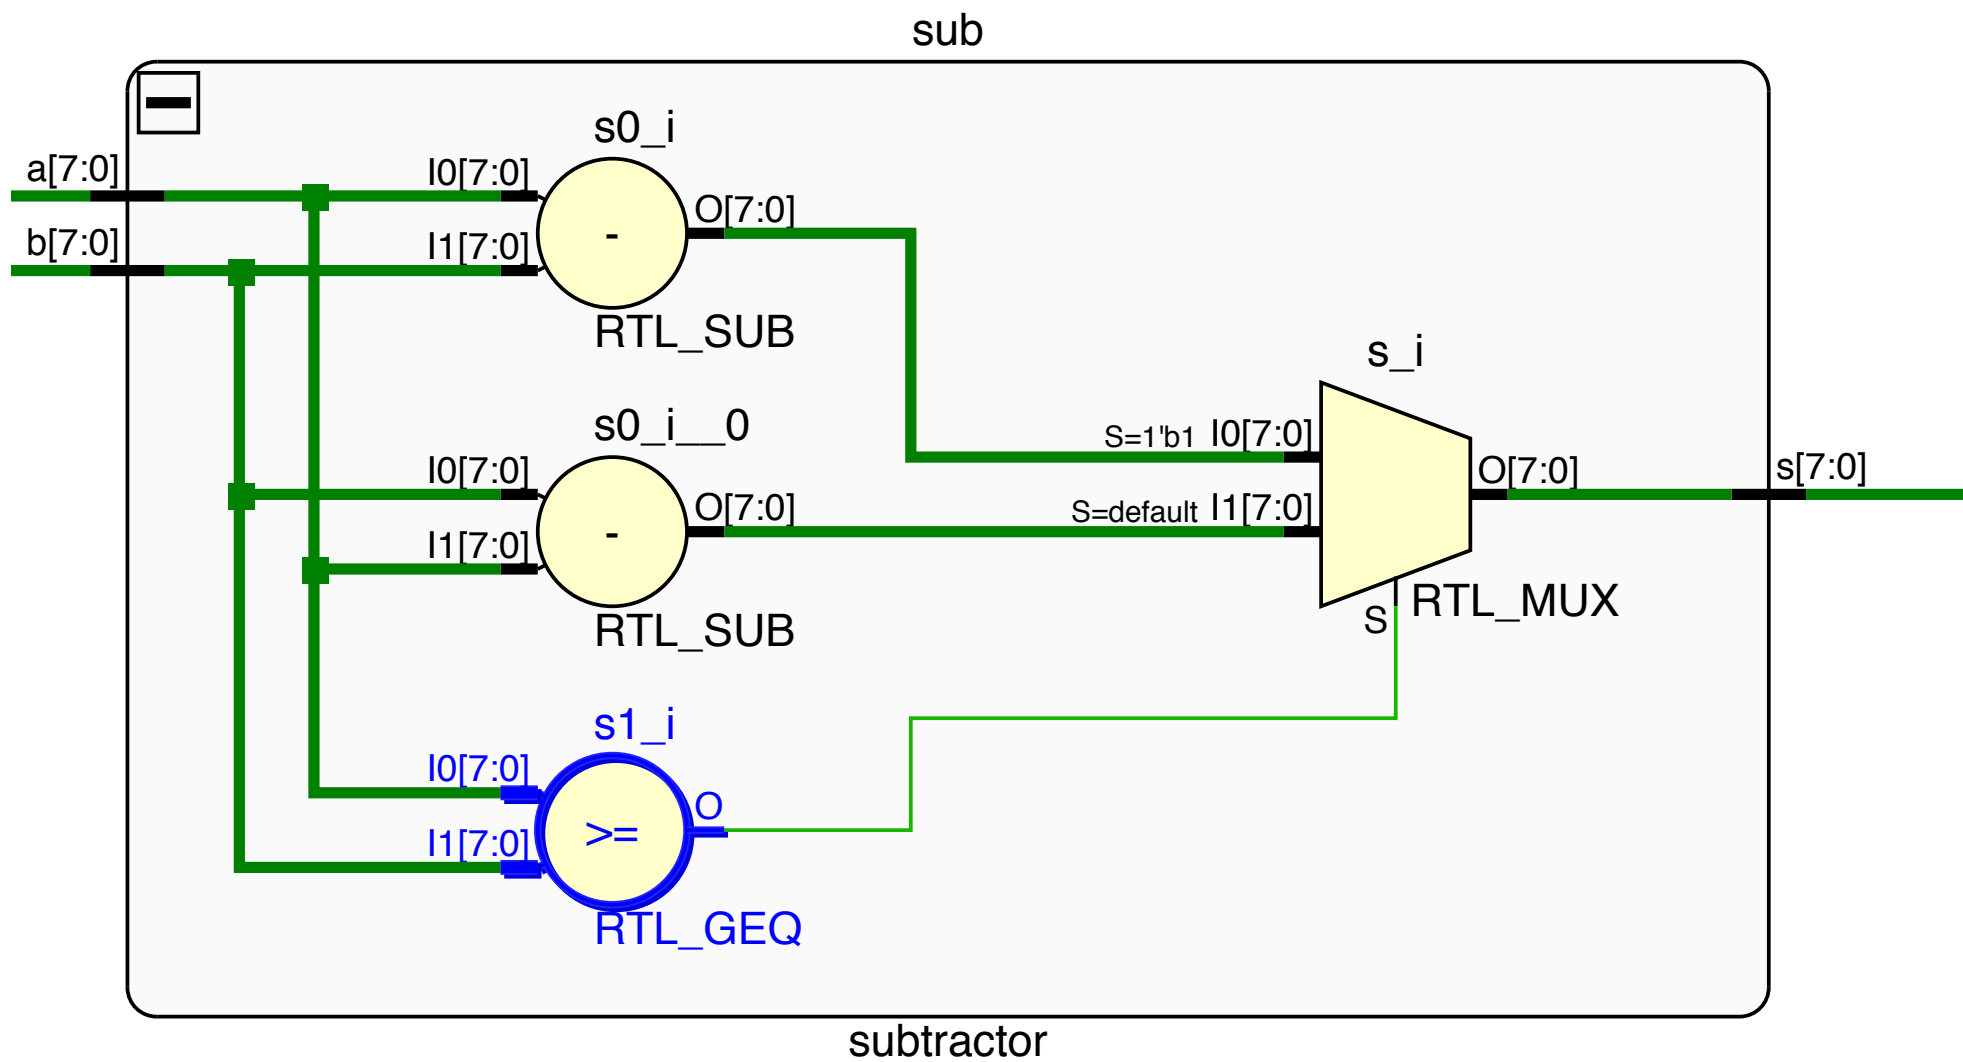 sub
a[7:0]
b[7:0]
s0_i
I0[7:0]
I1[7:0]
-
O[7:0]
RTL_SUB
s0_i__0
I0[7:0]
I1[7:0]
-
O[7:0]
RTL_SUB
s1_i
I0[7:0]
I1[7:0]
>=
O
RTL_GEQ
s_i
S=1'b1 I0[7:0]
S=default I1[7:0]
O[7:0]
S
RTL_MUX
s[7:0]
subtractor